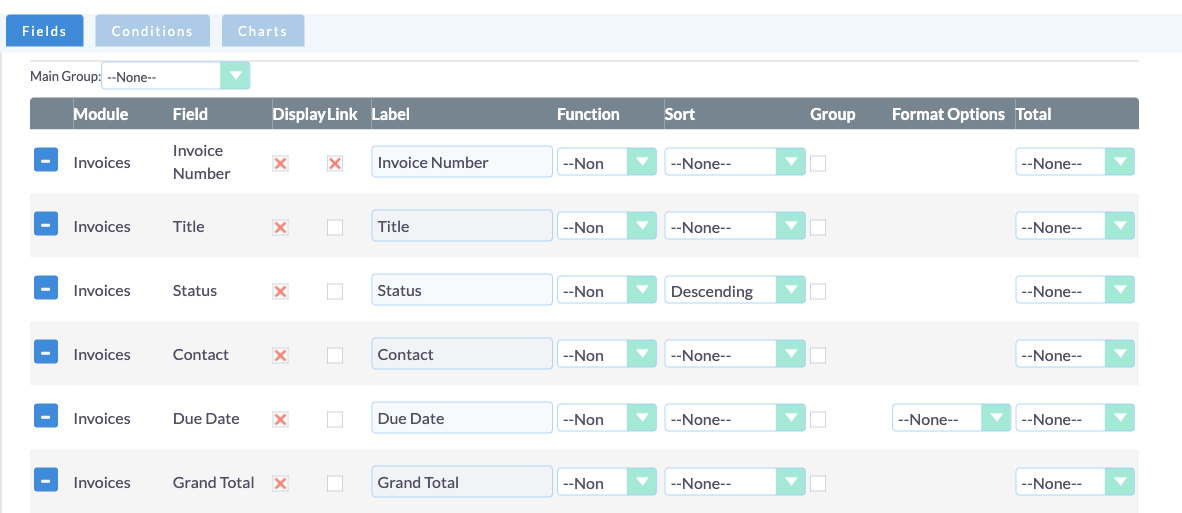 Fields Conditions Charts
Main Group: --None--
Module Field Display Link Label Function Sort Group Format Options Total
Invoices Invoice Number Invoice Number --Non --None-- --None--
Invoices Title Title --Non --None-- --None--
Invoices Status Status --Non Descending --None--
Invoices Contact Contact --Non --None-- --None--
Invoices Due Date Due Date --Non --None-- --None-- --None--
Invoices Grand Total Grand Total --Non --None-- --None--